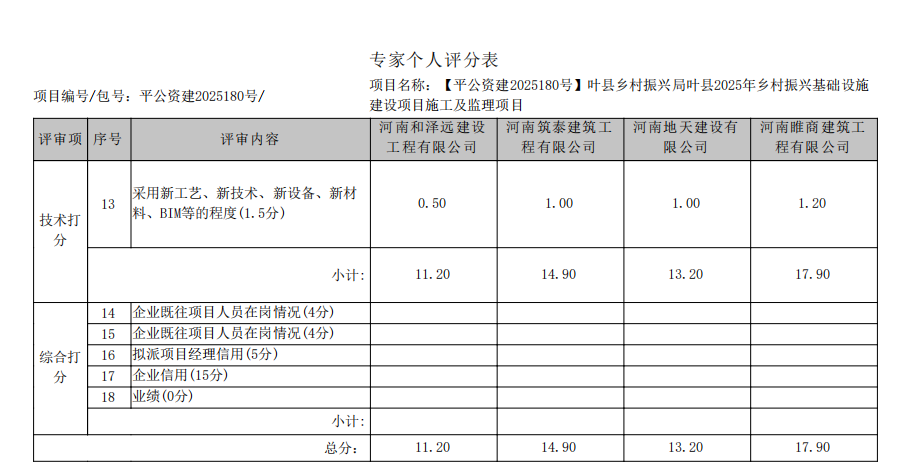 专家个人评分表
项目编号/包号：平公资建2025180号/
项目名称：【平公资建2025180号】叶县乡村振兴局叶县2025年乡村振兴基础设施
建设项目施工及监理项目
评审项 序号 评审内容 河南和泽远建设工程有限公司 河南筑泰建筑工程有限公司 河南地天建设有限公司 河南睢商建筑工程有限公司
技术打分
13 采用新工艺、新技术、新设备、新材料、BIM等的程度(1.5分) 0.50 1.00 1.00 1.20
小计: 11.20 14.90 13.20 17.90
综合打分
14 企业既往项目人员在岗情况(4分)
15 企业既往项目人员在岗情况(4分)
16 拟派项目经理信用(5分)
17 企业信用(15分)
18 业绩(0分)
小计:
总分: 11.20 14.90 13.20 17.90